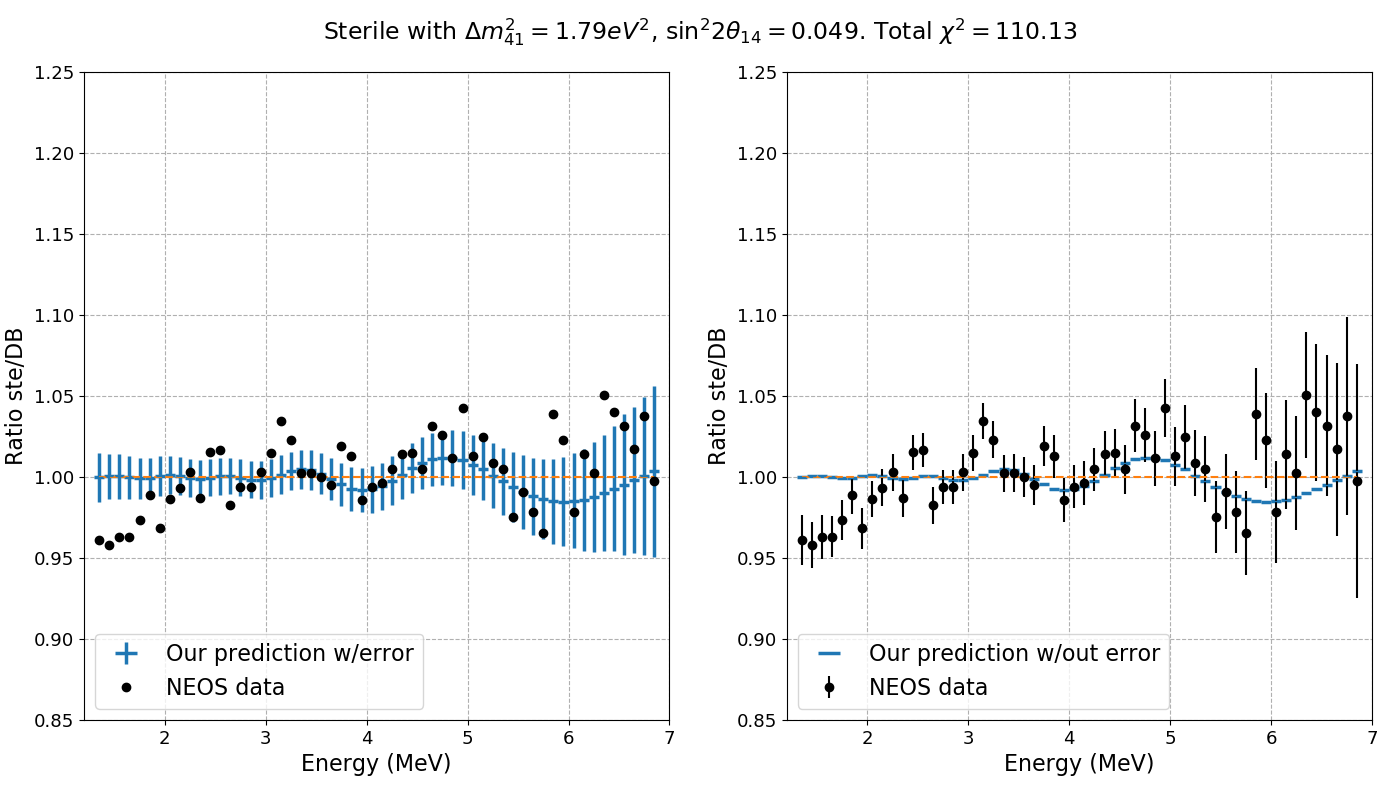 Sterile with Δm²₄₁ = 1.79eV², sin²2θ₁₄ = 0.049. Total χ² = 110.13
Ratio ste/DB
1.25
1.20
1.15
1.10
1.05
1.00
0.95
0.90
0.85
Our prediction w/error
NEOS data
2 3 4 5 6 7
Energy (MeV)
Ratio ste/DB
1.25
1.20
1.15
1.10
1.05
1.00
0.95
0.90
0.85
Our prediction w/out error
NEOS data
2 3 4 5 6 7
Energy (MeV)